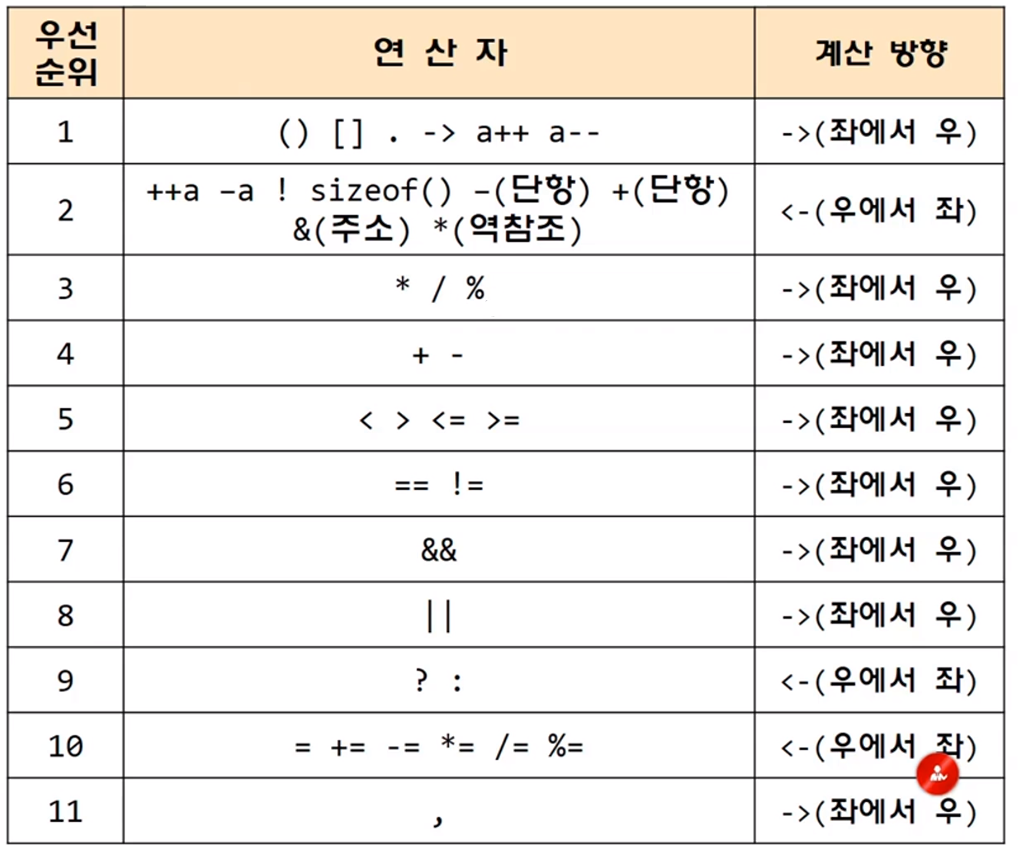 우선
순위
연 산 자
계산 방향
1
() [] . -> a++ a--
->(좌에서 우)
2
++a –a ! sizeof() –(단항) +(단항)
&(주소) *(역참조)
<-(우에서 좌)
3
* / %
->(좌에서 우)
4
+ -
->(좌에서 우)
5
< > <= >=
->(좌에서 우)
6
== !=
->(좌에서 우)
7
&&
->(좌에서 우)
8
||
->(좌에서 우)
9
? :
<-(우에서 좌)
10
= += -= *= /= %=
<-(우에서 좌)
11
,
->(좌에서 우)